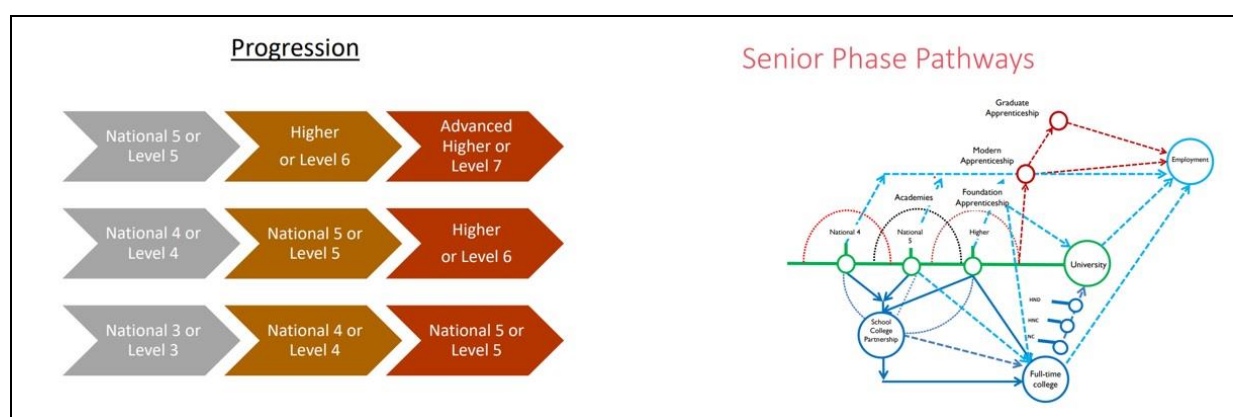 Progression
National 5 or
Level 5
Higher
or Level 6
Advanced
Higher or
Level 7
National 4 or
Level 4
National 5 or
Level 5
Higher
or Level 6
National 3 or
Level 3
National 4 or
Level 4
National 5 or
Level 5
Senior Phase Pathways
Graduate
Apprenticeship
Modern
Apprenticeship
Employment
Academies
Foundation
Apprenticeship
National 4
National
5
Higher
University
School
College
Partnership
HND
HNC
NC
Full-time
college